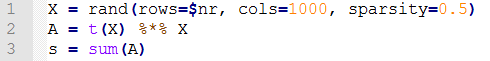 1 X = rand(rows=$nr, cols=1000, sparsity=0.5)
2 A = t(X) %*% X
3 s = sum(A)